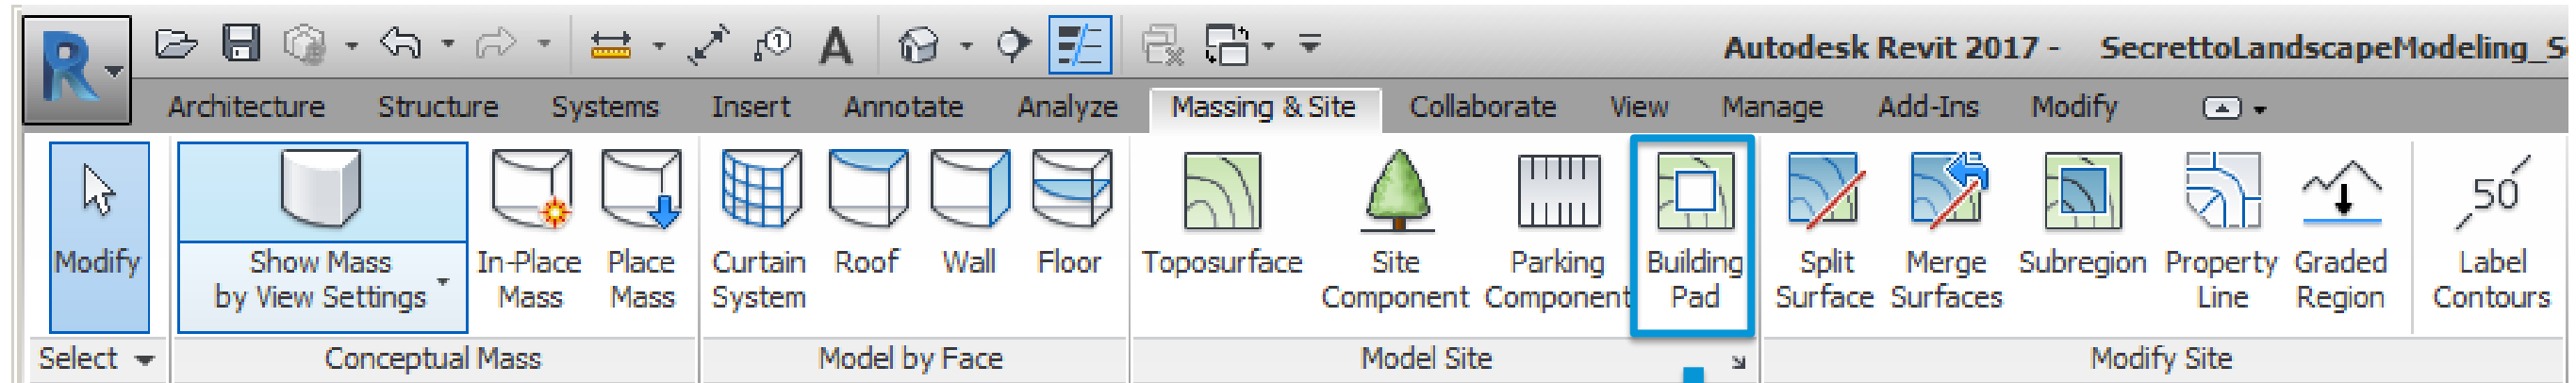 R A
Autodesk Revit 2017 - SecrettoLandscapeModeling_S
Architecture Structure Systems Insert Annotate Analyze Massing & Site Collaborate View Manage Add-Ins Modify
Modify
Show Mass
by View Settings
In-Place
Mass
Place
Mass
Curtain
System
Roof
Wall
Floor
Toposurface
Site
Component
Parking
Component
Building
Pad
Split
Surface
Merge
Surfaces
Subregion
Property
Line
Graded
Region
50
Label
Contours
Select
Conceptual Mass
Model by Face
Model Site
Modify Site